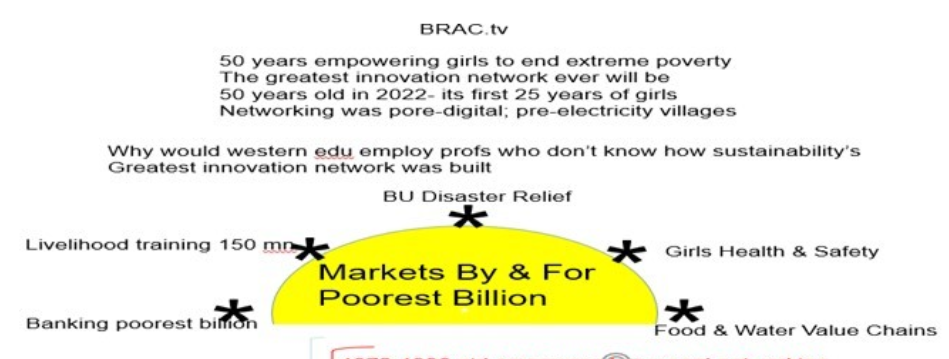 BRAC.tv
50 years empowering girls to end extreme poverty
The greatest innovation network ever will be
50 years old in 2022- its first 25 years of girls
Networking was pore-digital; pre-electricity villages
Why would western edu employ profs who don't know how sustainability's
Greatest innovation network was built
BU Disaster Relief
Livelihood training 150 mn
Girls Health & Safety
Markets By & For
Poorest Billion
Banking poorest billion
Food & Water Value Chains